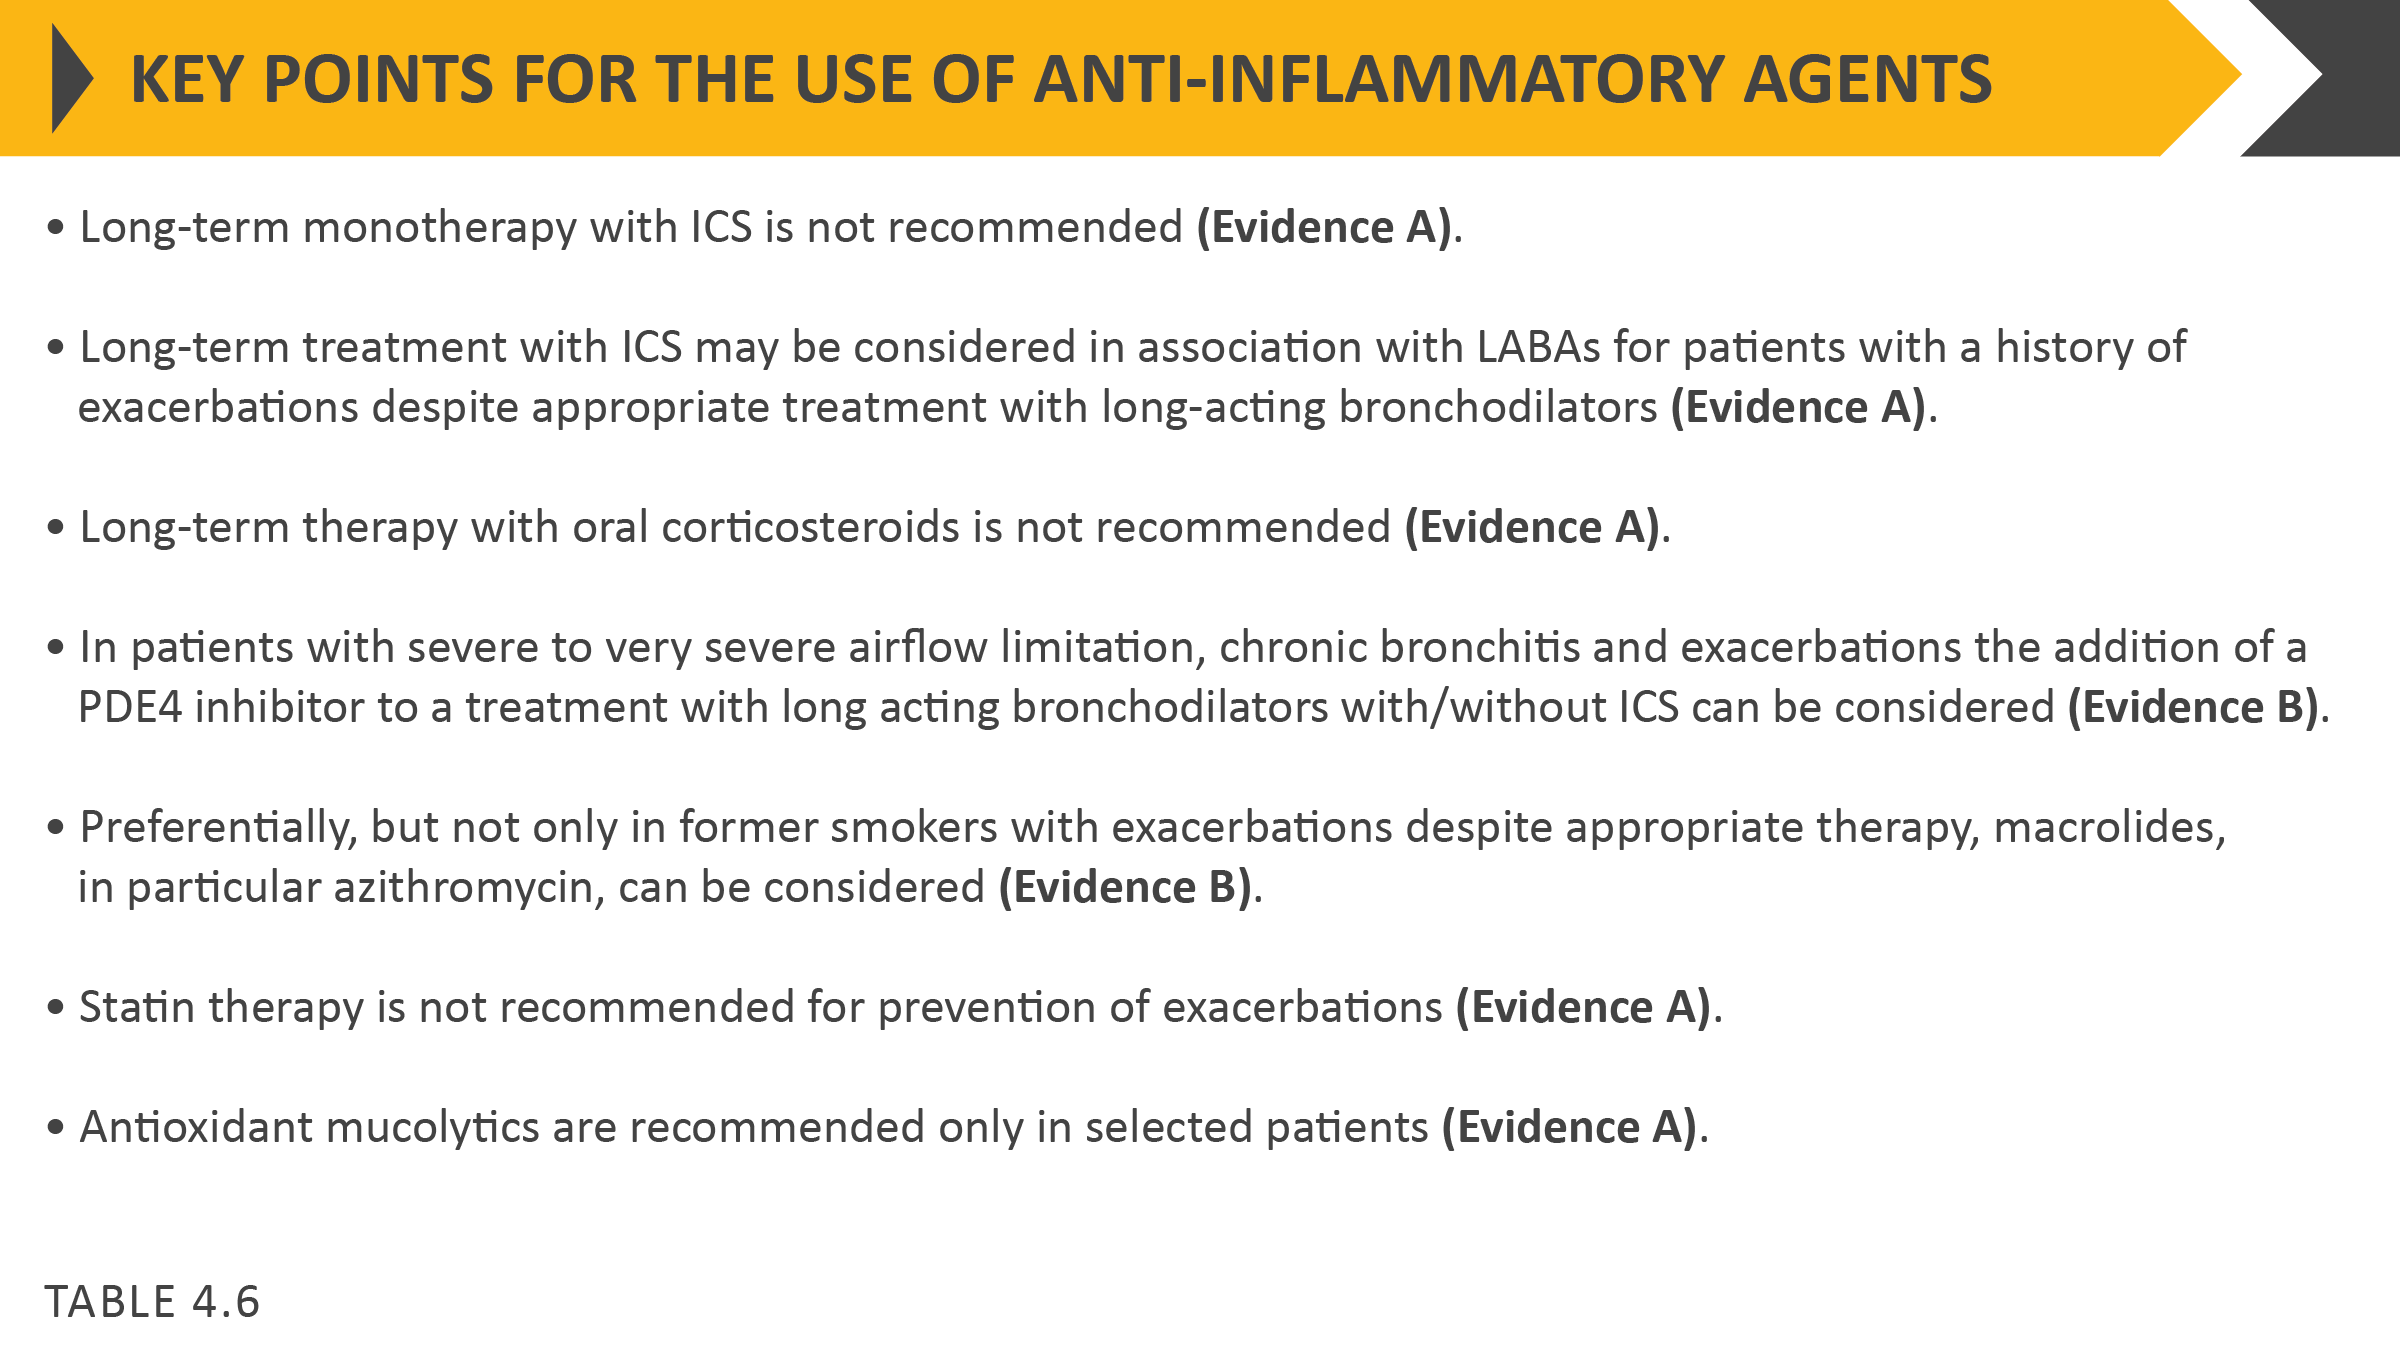 KEY POINTS FOR THE USE OF ANTI-INFLAMMATORY AGENTS
• Long-term monotherapy with ICS is not recommended (Evidence A).
• Long-term treatment with ICS may be considered in association with LABAs for patients with a history of
exacerbations despite appropriate treatment with long-acting bronchodilators (Evidence A).
• Long-term therapy with oral corticosteroids is not recommended (Evidence A).
• In patients with severe to very severe airflow limitation, chronic bronchitis and exacerbations the addition of a
PDE4 inhibitor to a treatment with long acting bronchodilators with/without ICS can be considered (Evidence B).
• Preferentially, but not only in former smokers with exacerbations despite appropriate therapy, macrolides,
in particular azithromycin, can be considered (Evidence B).
• Statin therapy is not recommended for prevention of exacerbations (Evidence A).
• Antioxidant mucolytics are recommended only in selected patients (Evidence A).
TABLE 4.6